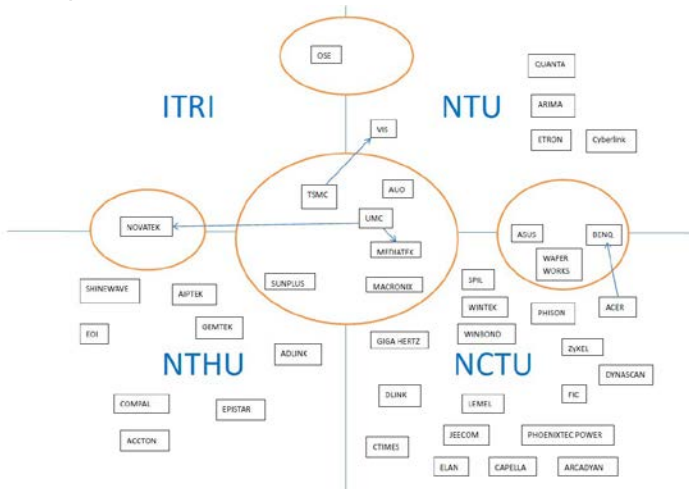 OSE
QUANTA
ITRI
NTU
ARIMA
VIS
ETRON
Cyberlink
TSMC
AUO
NOVATEK
UMC
ASUS
BENQ
MEDIATEK
WAFER
WORKS
SHINEWAVE
AIPTEK
SUNPLUS
MACRONIX
SPIL
WINTEK
PHISON
ACER
EOI
GEMTEK
GIGA HERTZ
WINBOND
ZyXEL
NTHU
ADLINK
NCTU
DYNASCAN
COMPAL
EPISTAR
DLINK
LEMEL
FIC
ACCTON
CTIMES
JEECOM
PHOENIXTEC POWER
ELAN
CAPELLA
ARCADYAN